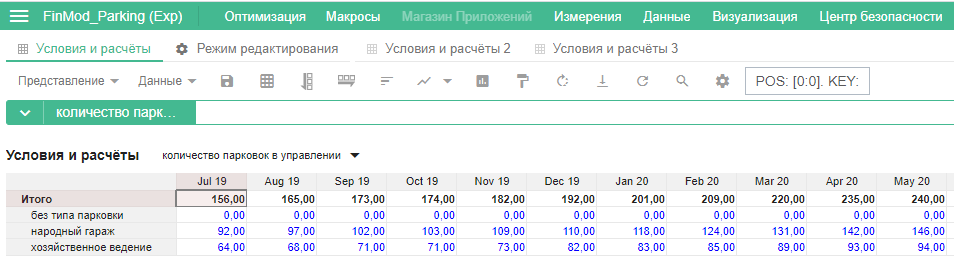 FinMod_Parking (Exp) Оптимизация Макросы Магазин Приложений Измерения Данные Визуализация Центр безопасности
Условия и расчёты Режим редактирования Условия и расчёты 2 Условия и расчёты 3
Представление Данные POS: [0:0]. KEY:
количество парк...
Условия и расчёты количество парковок в управлении
Jul 19 Aug 19 Sep 19 Oct 19 Nov 19 Dec 19 Jan 20 Feb 20 Mar 20 Apr 20 May 20
Итого 156,00 165,00 173,00 174,00 182,00 192,00 201,00 209,00 220,00 235,00 240,00
без типа парковки 0,00 0,00 0,00 0,00 0,00 0,00 0,00 0,00 0,00 0,00 0,00
народный гараж 92,00 97,00 102,00 103,00 109,00 110,00 118,00 124,00 131,00 142,00 146,00
хозяйственное ведение 64,00 68,00 71,00 71,00 73,00 82,00 83,00 85,00 89,00 93,00 94,00